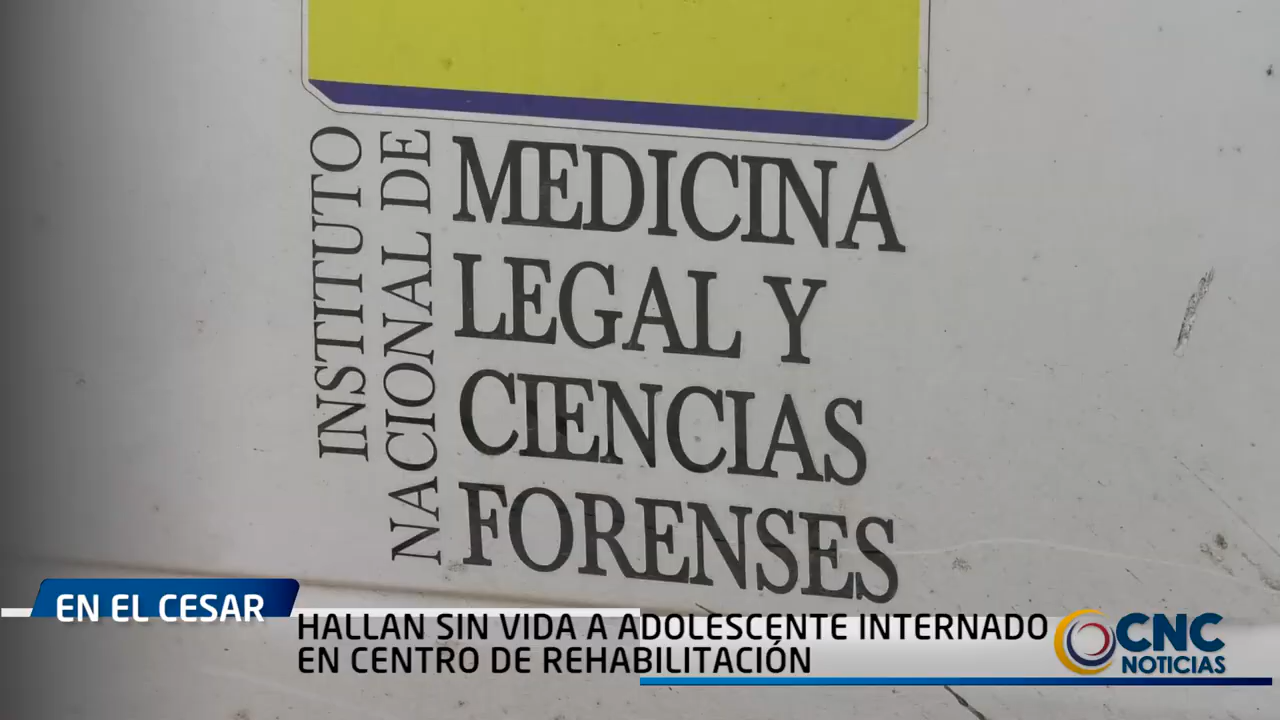 INSTITUTO
NACIONAL DE
MEDICINA
LEGAL Y
CIENCIAS
FORENSES
EN EL CESAR
HALLAN SIN VIDA A ADOLESCENTE INTERNADO
EN CENTRO DE REHABILITACIÓN
CNC
NOTICIAS